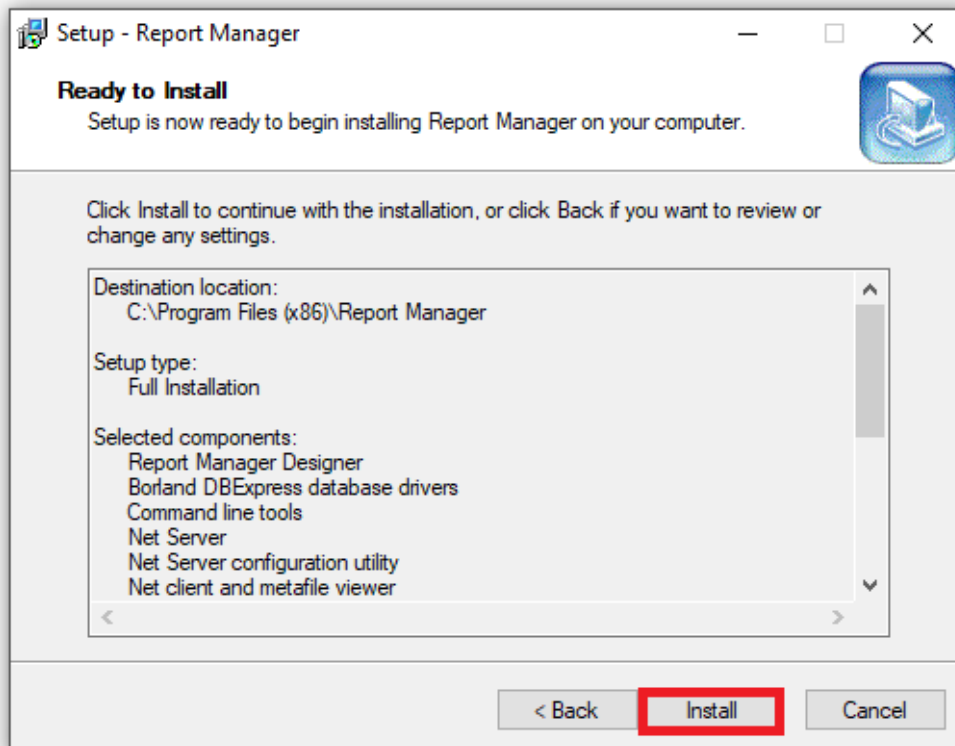 Setup - Report Manager
Ready to Install
Setup is now ready to begin installing Report Manager on your computer.
Click Install to continue with the installation, or click Back if you want to review or
change any settings.
Destination location:
C:\Program Files (x86)\Report Manager
Setup type:
Full Installation
Selected components:
Report Manager Designer
Borland DBExpress database drivers
Command line tools
Net Server
Net Server configuration utility
Net client and metafile viewer
< Back Install Cancel